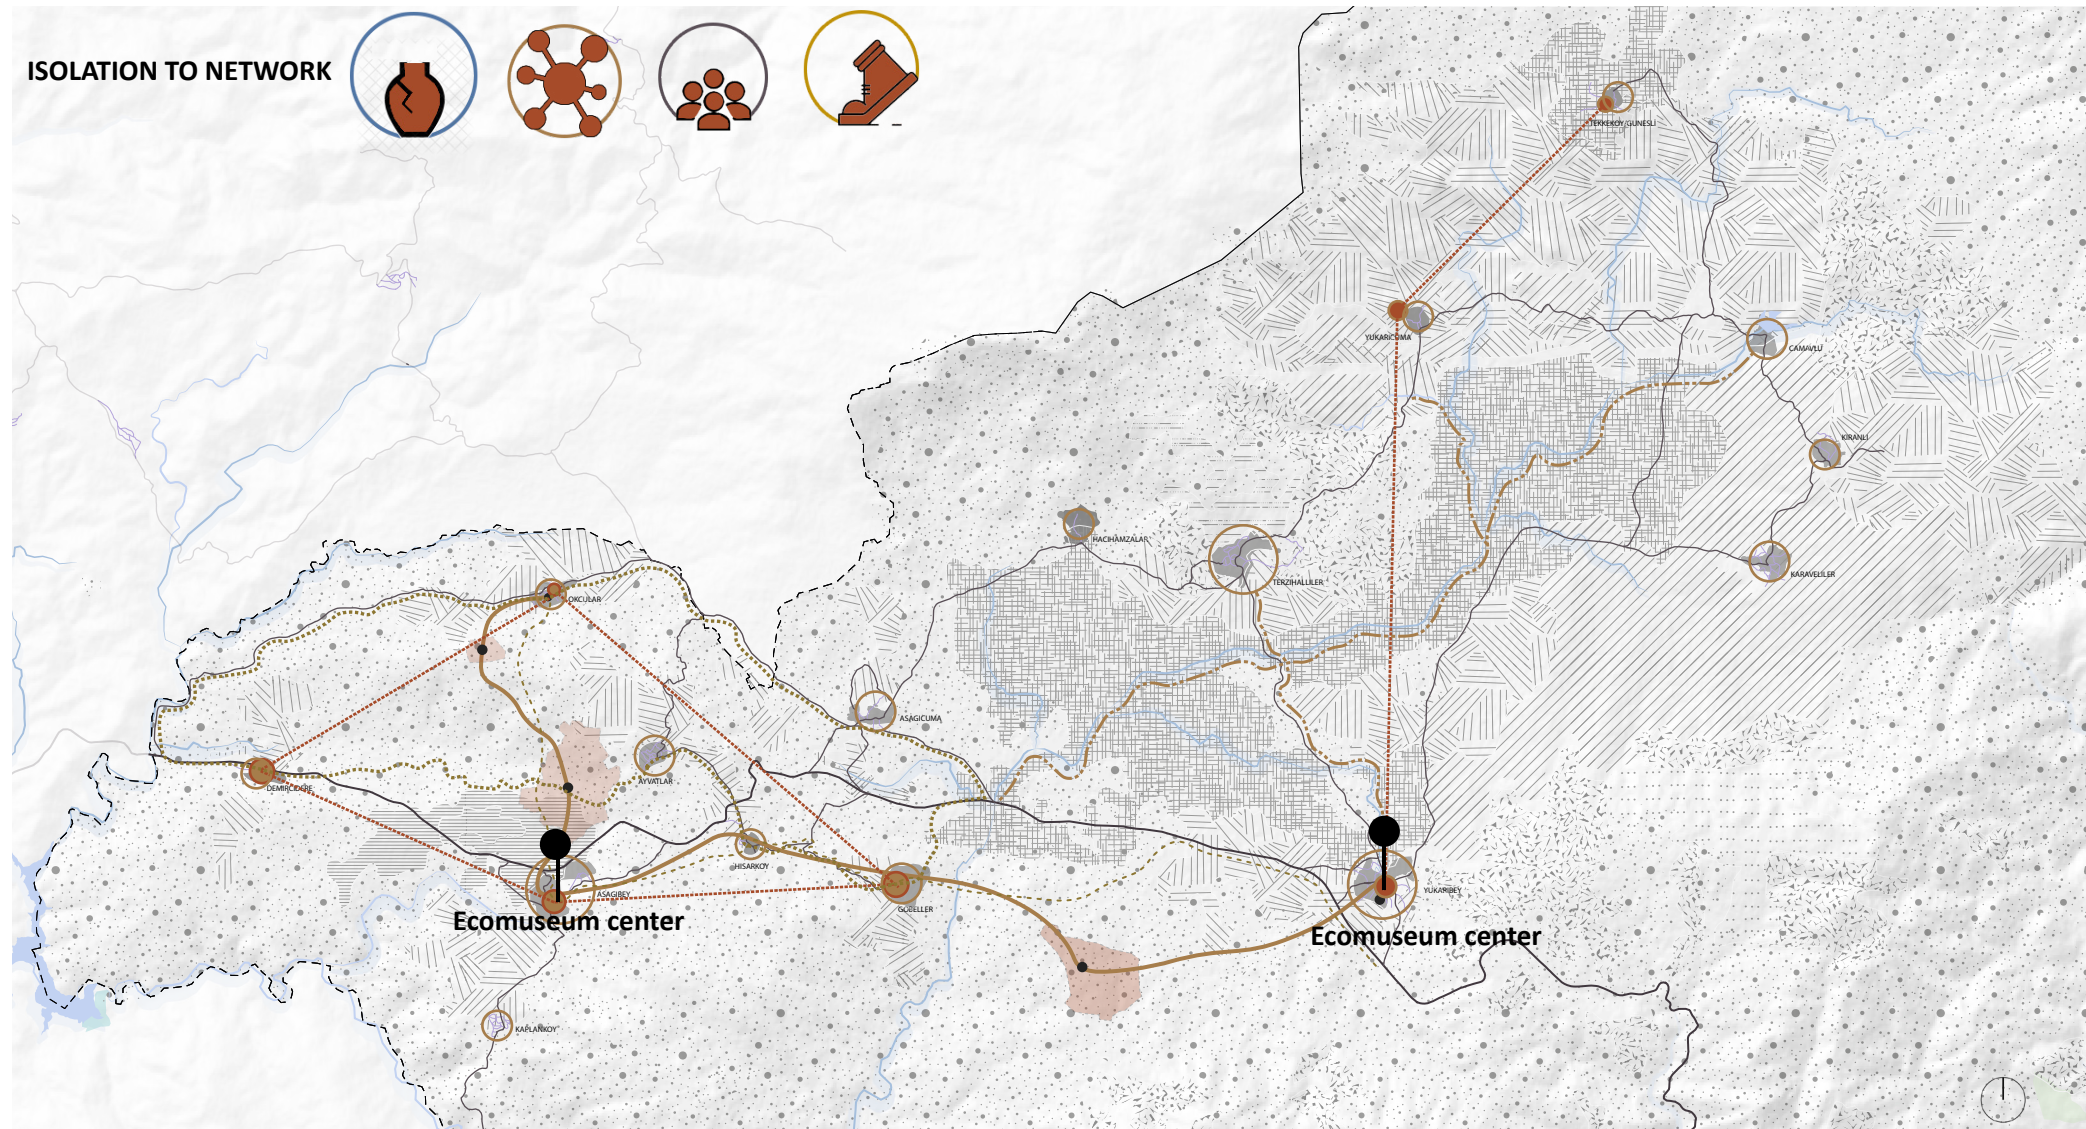 ISOLATION TO NETWORK
TEKKEKOY/GUNESLI
YUKARICUMA
CAMAVLU
KIRANLI
HACIHAMZALAR
TERZIHALLILER
KARAVELILER
OKCULAR
ASAGICUMA
AYVATLAR
DEMIRCIDERE
HISARKOY
ASAGIBEY
GOBELLER
YUKARIBEY
Ecomuseum center
Ecomuseum center
KAPLANKOY